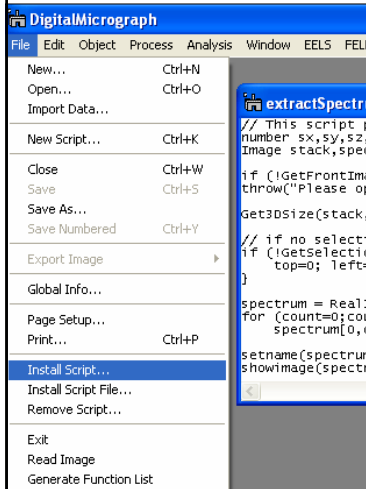 DigitalMicrograph
File Edit Object Process Analysis Window EELS
New... Ctrl+N
Open... Ctrl+O
Import Data...
New Script... Ctrl+K
Close Ctrl+W
Save Ctrl+S
Save As...
Save Numbered Ctrl+Y
Export Image
Global Info...
Page Setup...
Print... Ctrl+P
Install Script...
Install Script File...
Remove Script...
Exit
Read Image
Generate Function List
extractSpectr
// This script
number sx,sy,sz,
Image stack,spe
if (!GetFrontIma
throw("Please op
Get3DSize(stack,
// if no selecti
if (!GetSelectio
top=0; left=
}
spectrum = Real
for (count=0;cou
spectrum[0,
setname(spectrum
showimage(spectr